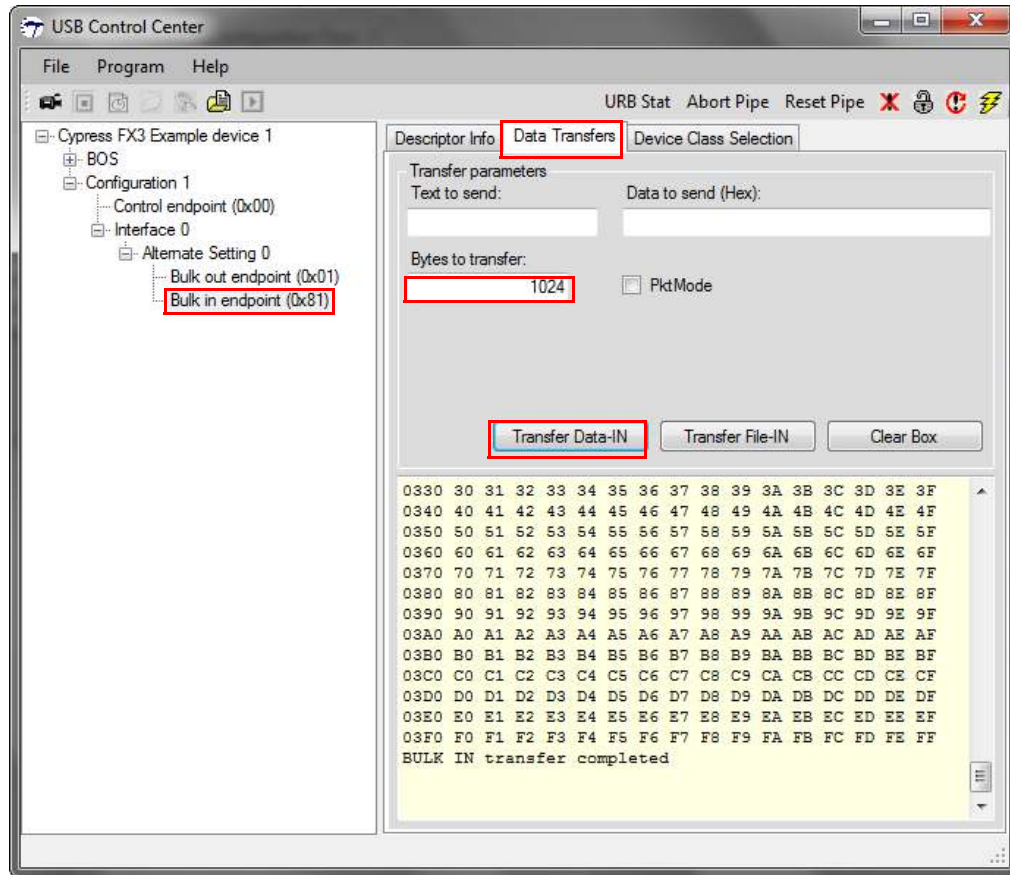 USB Control Center
File Program Help
URB Stat Abort Pipe Reset Pipe
Cypress FX3 Example device 1
BOS
Configuration 1
Control endpoint (0x00)
Interface 0
Alternate Setting 0
Bulk out endpoint (0x01)
Bulk in endpoint (0x81)
Descriptor Info Data Transfers Device Class Selection
Transfer parameters
Text to send: Data to send (Hex):
Bytes to transfer:
1024 PktMode
Transfer Data-IN Transfer File-IN Clear Box
0330 30 31 32 33 34 35 36 37 38 39 3A 3B 3C 3D 3E 3F
0340 40 41 42 43 44 45 46 47 48 49 4A 4B 4C 4D 4E 4F
0350 50 51 52 53 54 55 56 57 58 59 5A 5B 5C 5D 5E 5F
0360 60 61 62 63 64 65 66 67 68 69 6A 6B 6C 6D 6E 6F
0370 70 71 72 73 74 75 76 77 78 79 7A 7B 7C 7D 7E 7F
0380 80 81 82 83 84 85 86 87 88 89 8A 8B 8C 8D 8E 8F
0390 90 91 92 93 94 95 96 97 98 99 9A 9B 9C 9D 9E 9F
03A0 A0 A1 A2 A3 A4 A5 A6 A7 A8 A9 AA AB AC AD AE AF
03B0 B0 B1 B2 B3 B4 B5 B6 B7 B8 B9 BA BB BC BD BE BF
03C0 C0 C1 C2 C3 C4 C5 C6 C7 C8 C9 CA CB CC CD CE CF
03D0 D0 D1 D2 D3 D4 D5 D6 D7 D8 D9 DA DB DC DD DE DF
03E0 E0 E1 E2 E3 E4 E5 E6 E7 E8 E9 EA EB EC ED EE EF
03F0 F0 F1 F2 F3 F4 F5 F6 F7 F8 F9 FA FB FC FD FE FF
BULK IN transfer completed